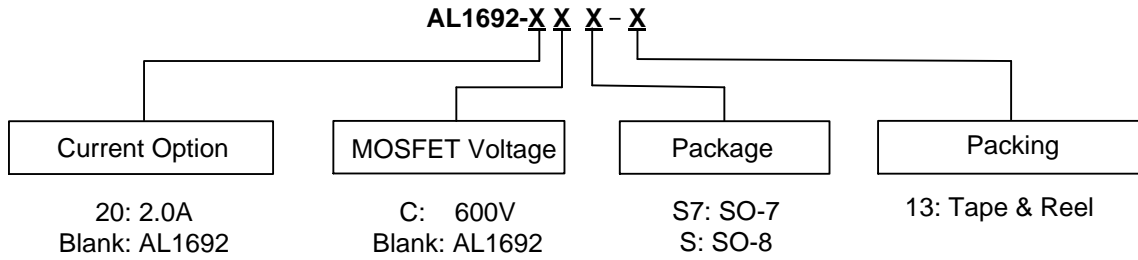 AL1692-X X X - X
Current Option
MOSFET Voltage
Package
Packing
20: 2.0A
Blank: AL1692
C: 600V
Blank: AL1692
S7: SO-7
S: SO-8
13: Tape & Reel